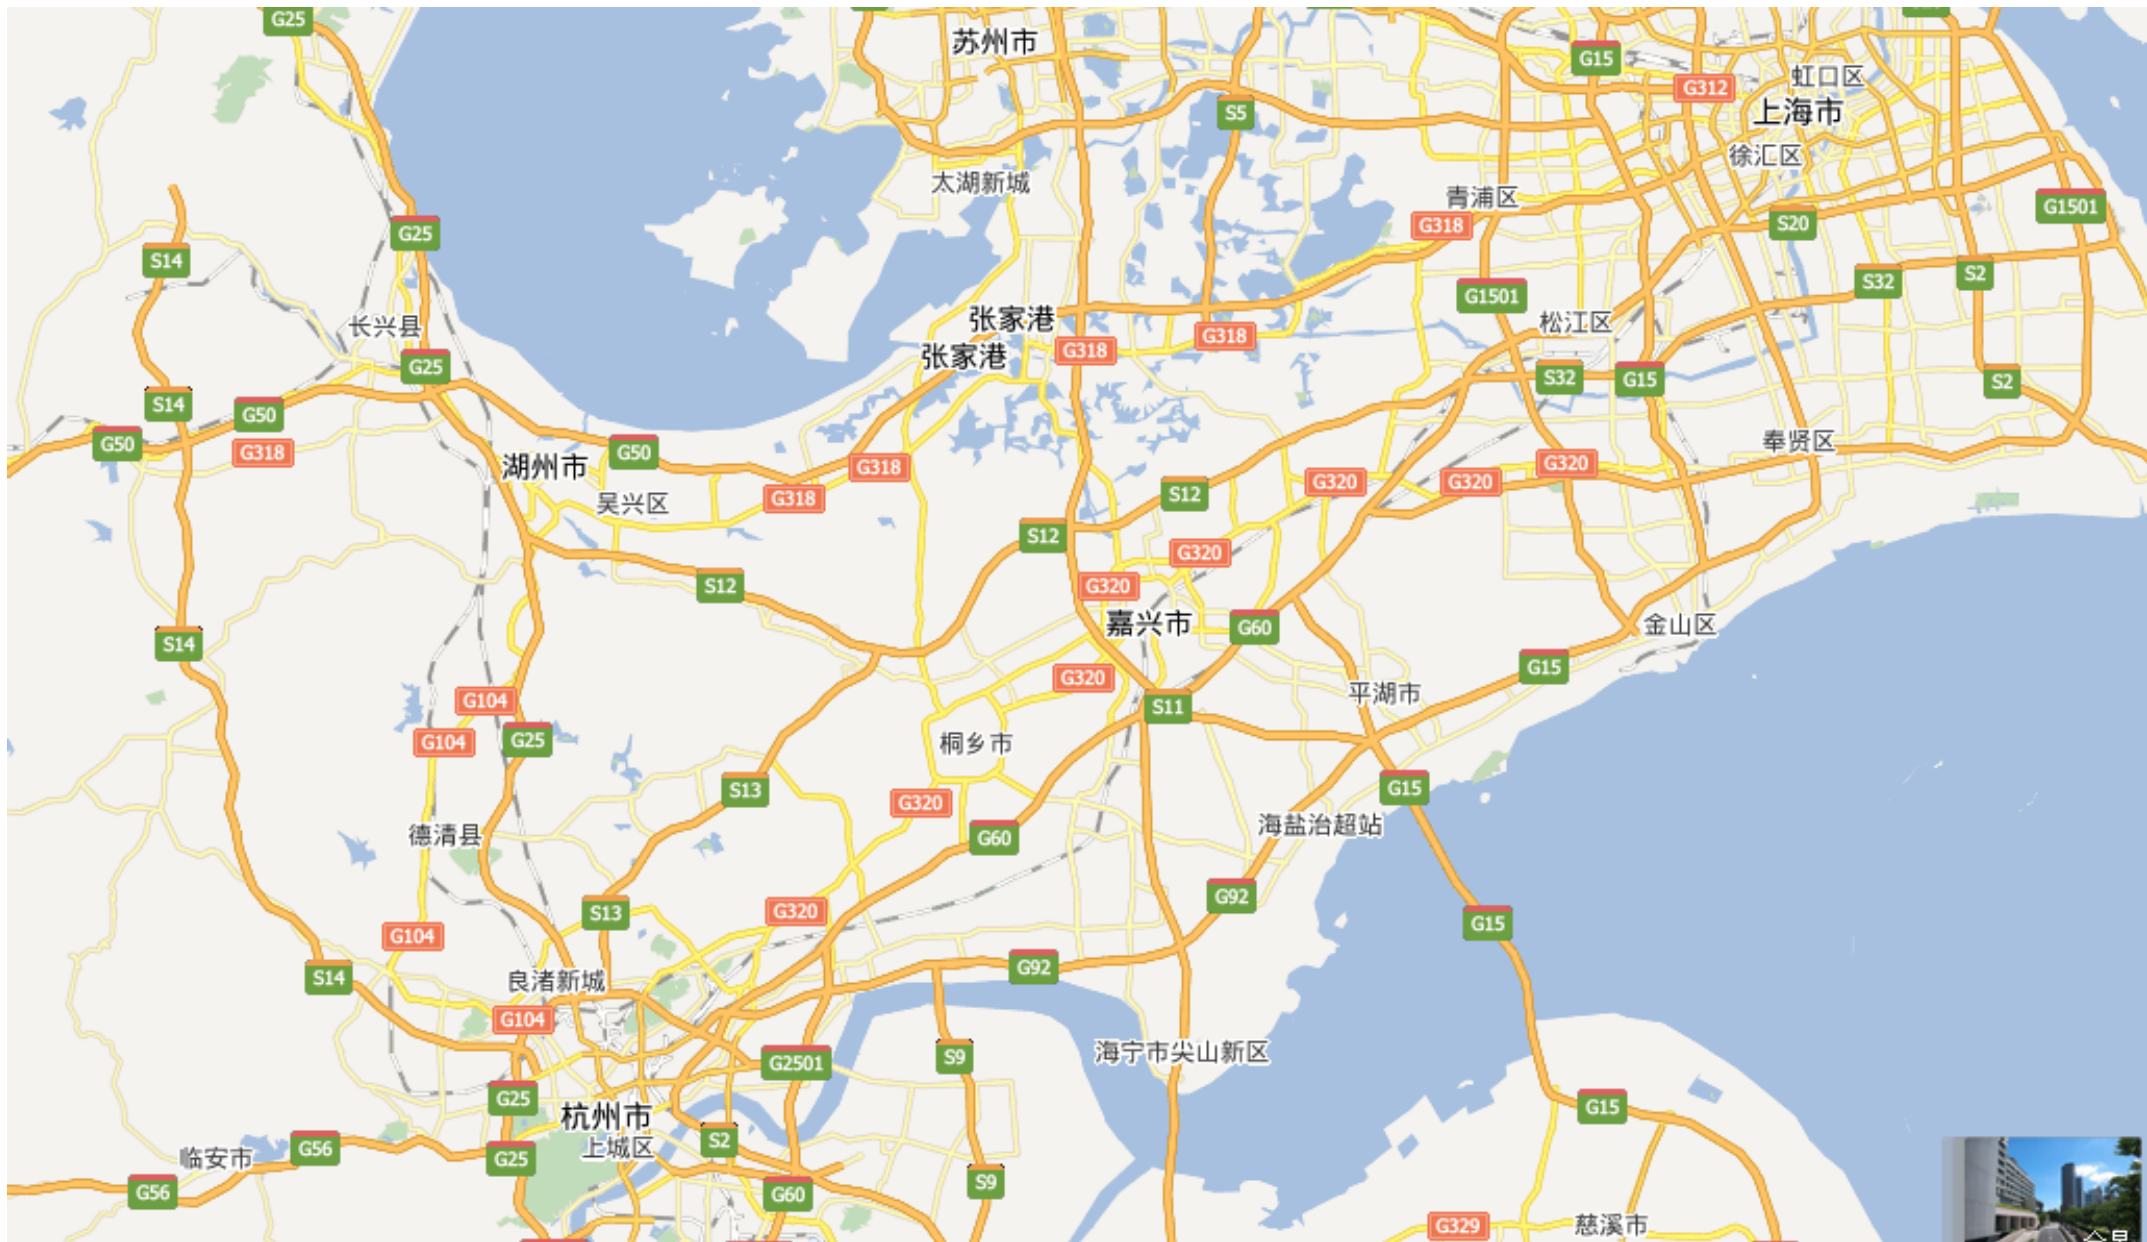 G25
苏州市
G15
虹口区
G312
上海市
S5
徐汇区
太湖新城
青浦区
G1501
G318
S20
G25
S14
S2
S32
G1501
张家港
长兴县
松江区
G318
G318
张家港
G25
S32
G15
S2
S14
G50
G50
G318
奉贤区
G50
湖州市
G318
G320
G320
G320
S12
G318
吴兴区
S12
G320
S12
G320
嘉兴市
G60
金山区
S14
G15
G320
平湖市
G104
S11
G104
G25
桐乡市
S13
G15
G320
海盐治超站
德清县
G60
G92
S13
G320
G15
G104
G92
S14
良渚新城
G104
海宁市尖山新区
S9
G2501
G25
G15
杭州市
S2
上城区
G56
临安市
G25
S9
G56
G60
G329
慈溪市